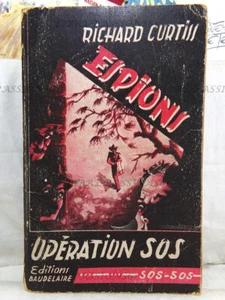 RICHARD CURTISS
ESPIONS
OPÉRATION SOS
Editions
BAUDELAIRE
SOS-SOS